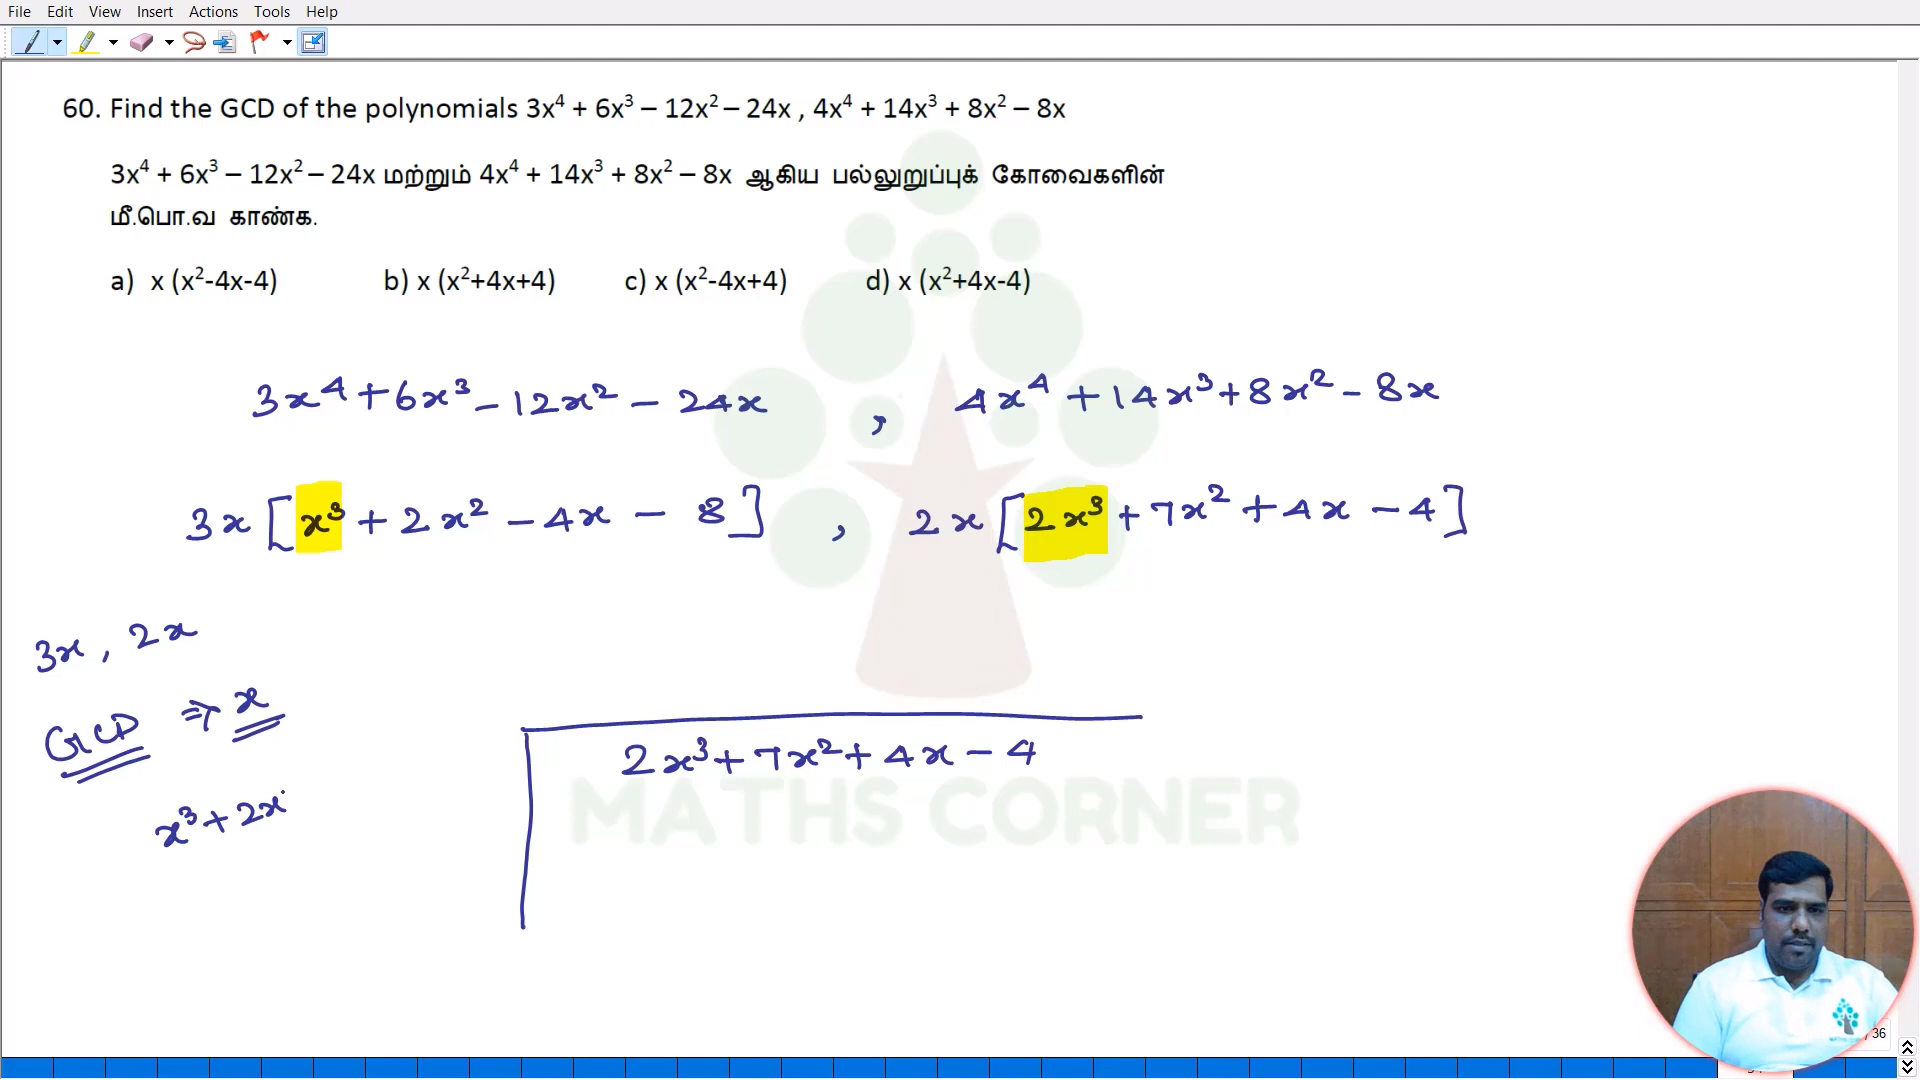 File Edit View Insert Actions Tools Help
60. Find the GCD of the polynomials 3x⁴ + 6x³ – 12x² – 24x , 4x⁴ + 14x³ + 8x² – 8x
3x⁴ + 6x³ – 12x² – 24x மற்றும் 4x⁴ + 14x³ + 8x² – 8x ஆகிய பல்லுறுப்புக் கோவைகளின்
மீ.பொ.வ காண்க.
a) x (x²-4x-4) b) x (x²+4x+4) c) x (x²-4x+4) d) x (x²+4x-4)
3x⁴ + 6x³ – 12x² – 24x , 4x⁴ + 14x³ + 8x² – 8x
3x [x³ + 2x² – 4x – 8] , 2x [2x³ + 7x² + 4x – 4]
3x , 2x
GCD ⇒ x
2x³ + 7x² + 4x – 4
x³ + 2x
MATHS CORNER
36